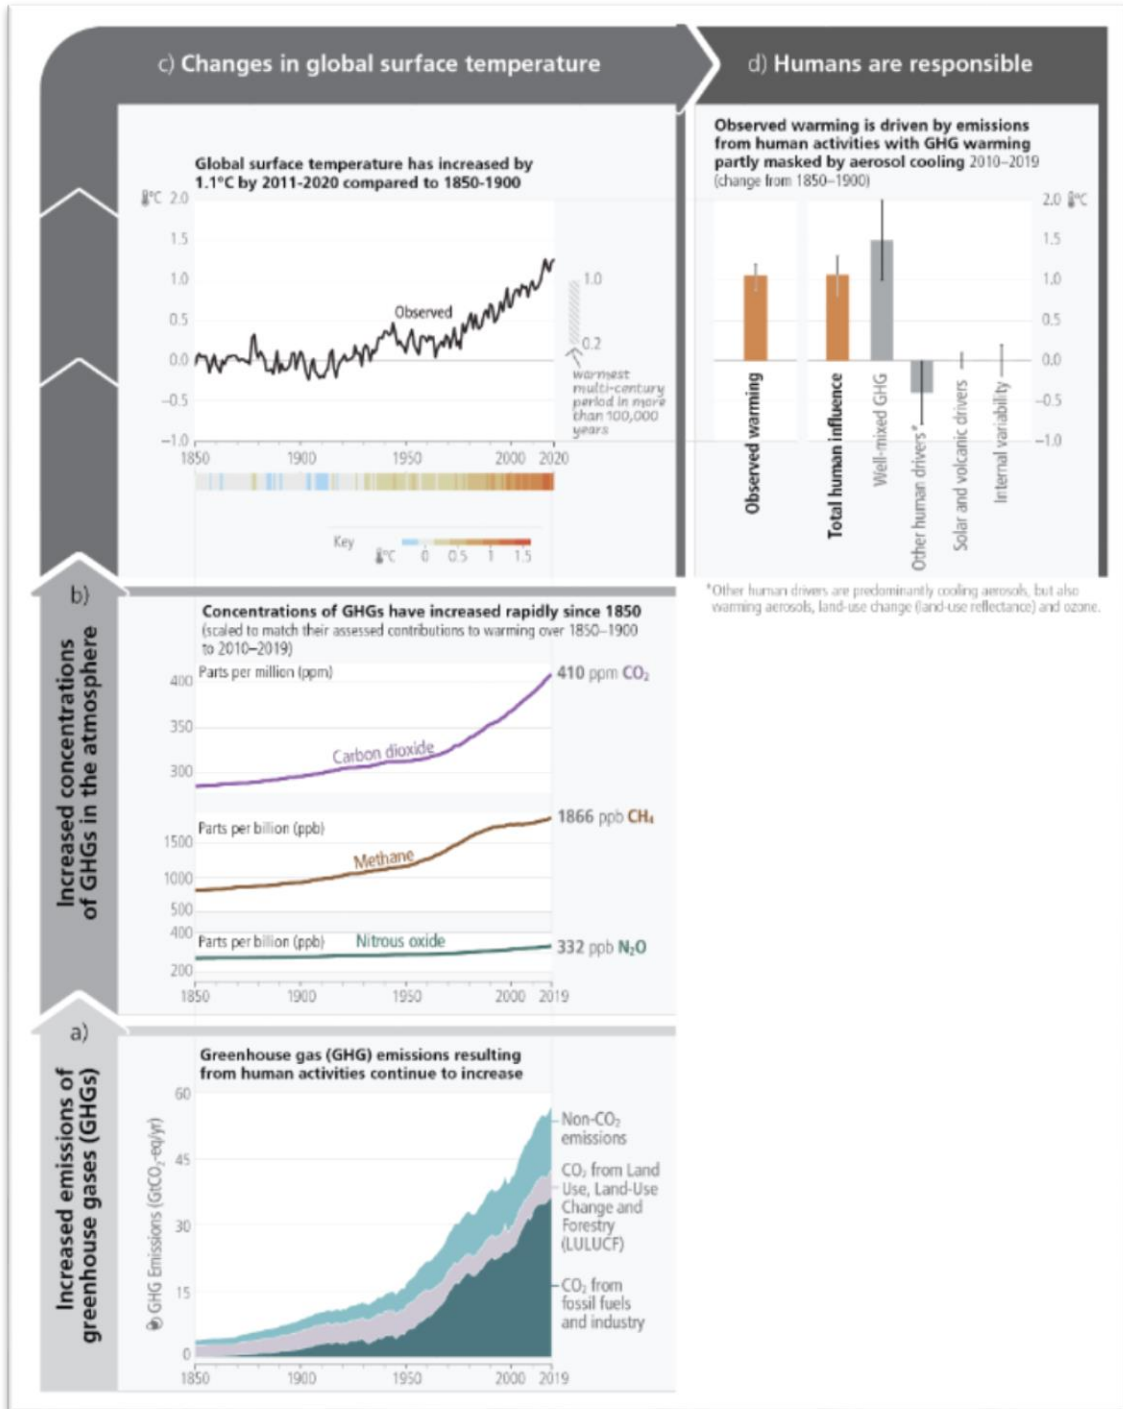 c) Changes in global surface temperature
Global surface temperature has increased by
1.1°C by 2011-2020 compared to 1850-1900
°C 2.0
1.5
1.0
0.5
0.0
−0.5
−1.0
Observed
1.0
0.2
warmest
multi-century
period in more
than 100,000
years
1850 1900 1950 2000 2020
Key
°C 0 0.5 1 1.5
d) Humans are responsible
Observed warming is driven by emissions
from human activities with GHG warming
partly masked by aerosol cooling 2010–2019
(change from 1850–1900)
2.0 °C
1.5
1.0
0.5
0.0
−0.5
−1.0
Observed warming
Total human influence
Well-mixed GHG
Other human drivers*
Solar and volcanic drivers
Internal variability
*Other human drivers are predominantly cooling aerosols, but also
warming aerosols, land-use change (land-use reflectance) and ozone.
b)
Increased concentrations
of GHGs in the atmosphere
Concentrations of GHGs have increased rapidly since 1850
(scaled to match their assessed contributions to warming over 1850–1900
to 2010–2019)
Parts per million (ppm)
400
350
300
Carbon dioxide
410 ppm CO₂
Parts per billion (ppb)
1500
1000
500
Methane
1866 ppb CH₄
400
200
Parts per billion (ppb)
Nitrous oxide
332 ppb N₂O
1850 1900 1950 2000 2019
a)
Increased emissions of
greenhouse gases (GHGs)
Greenhouse gas (GHG) emissions resulting
from human activities continue to increase
GHG Emissions (GtCO₂-eq/yr)
60
45
30
15
0
Non-CO₂
emissions
CO₂ from Land
Use, Land-Use
Change and
Forestry
(LULUCF)
CO₂ from
fossil fuels
and industry
1850 1900 1950 2000 2019